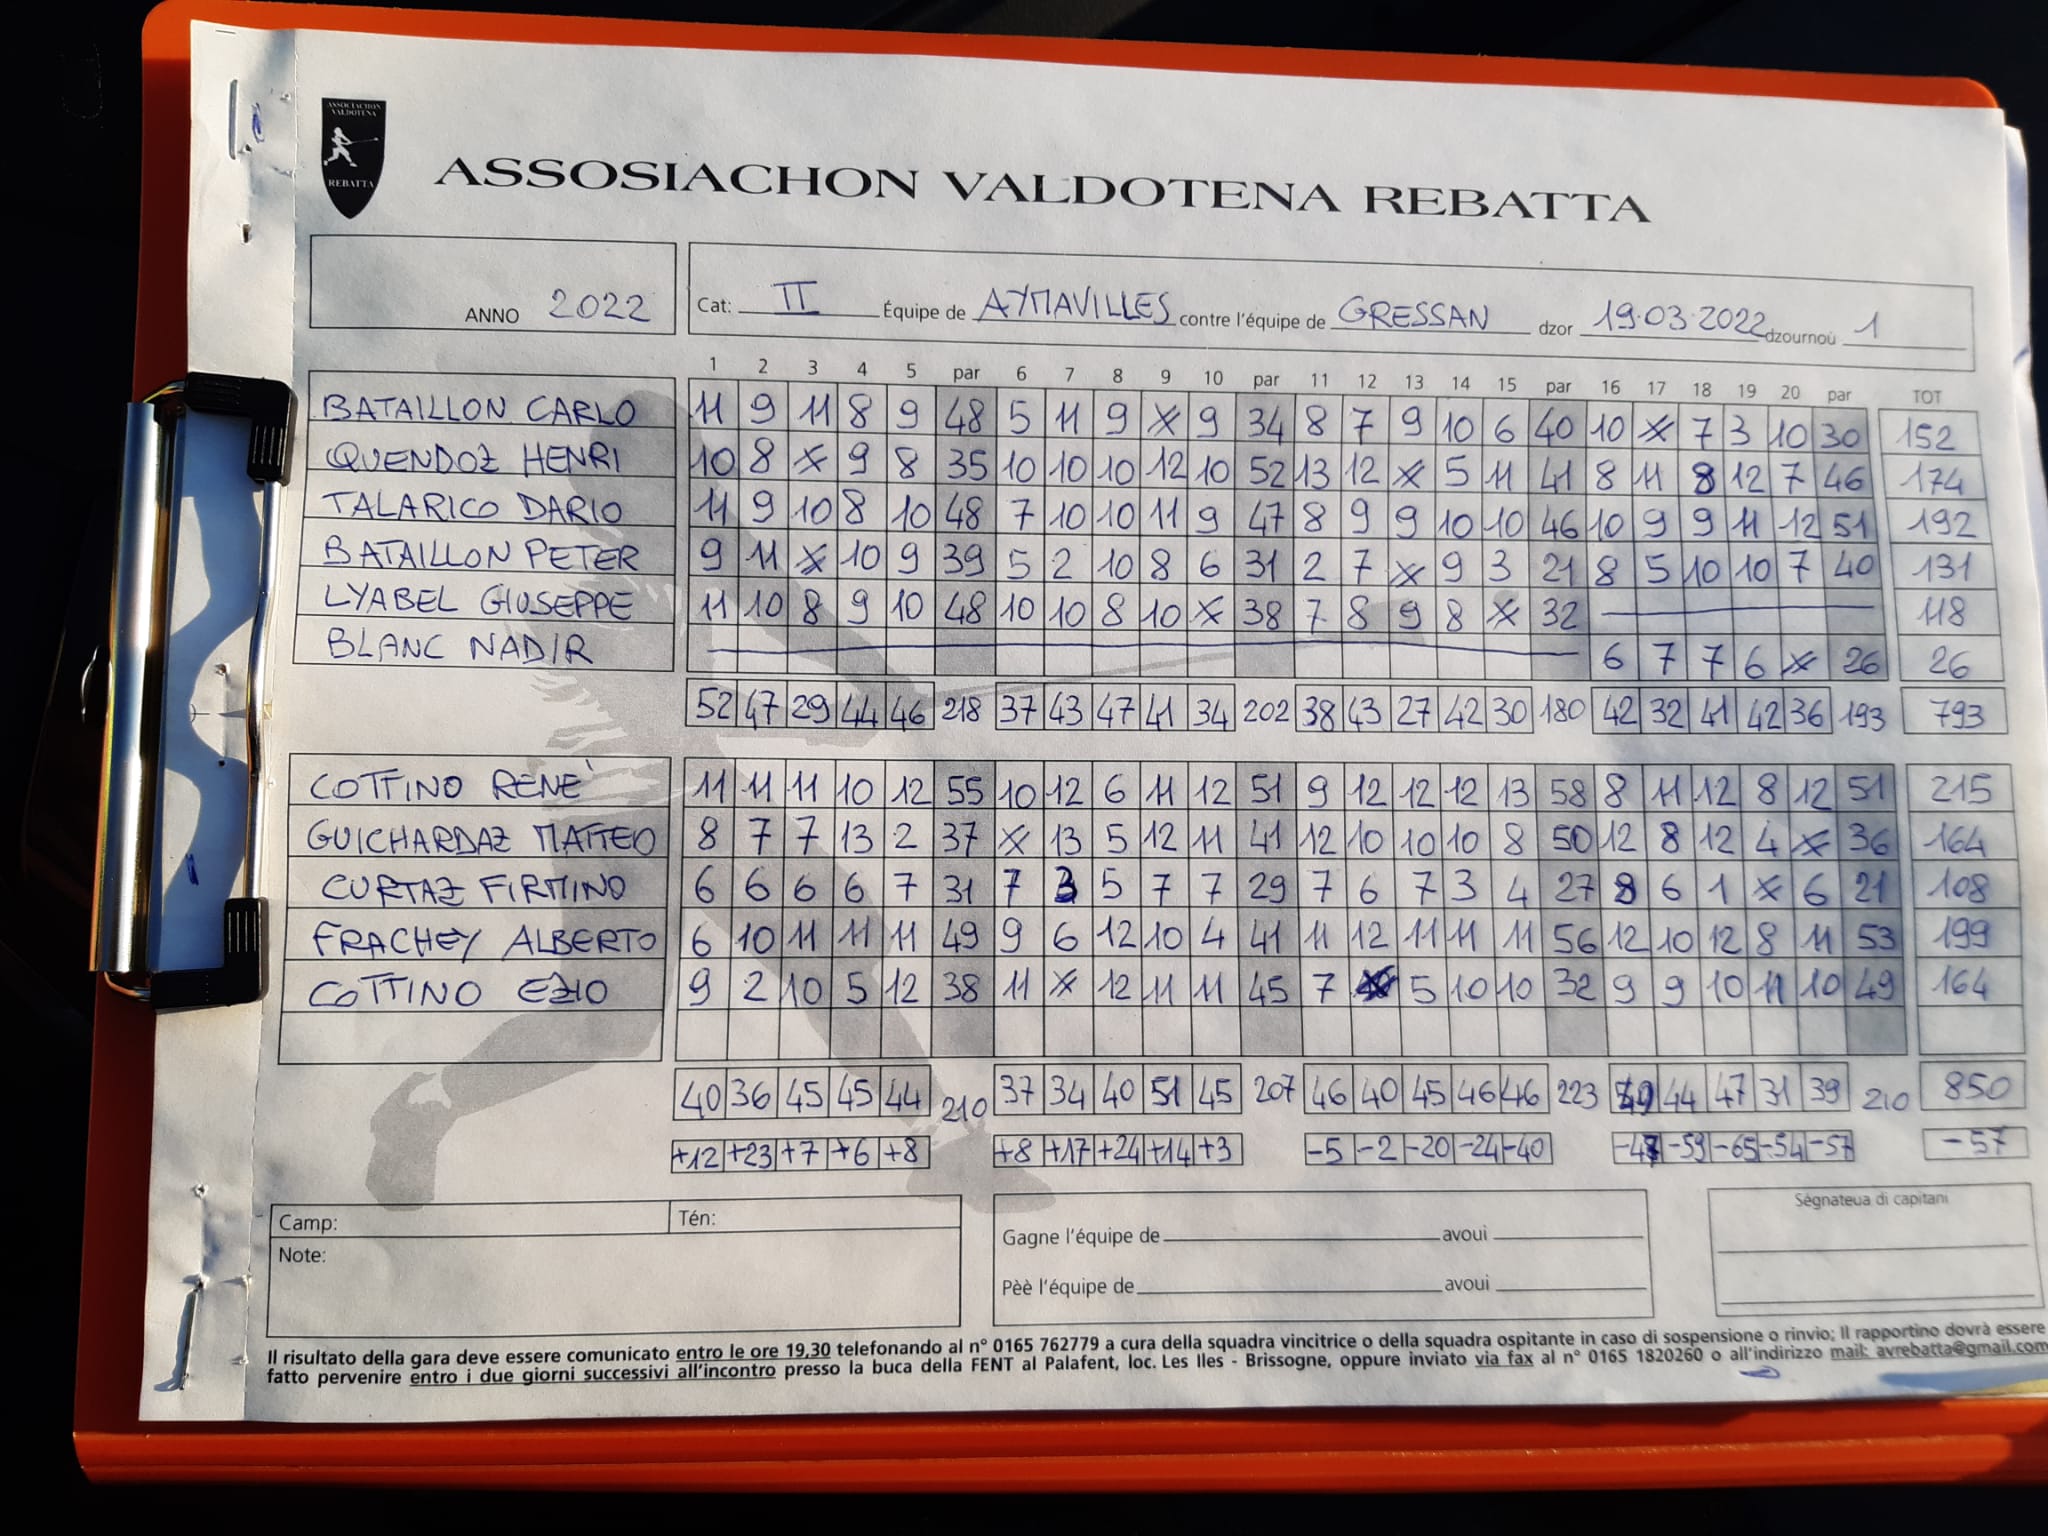 ASSOCIACHON
VALDOTENA
REBATTA
ASSOSIACHON VALDOTENA REBATTA
ANNO 2022
Cat: II Équipe de AYMAVILLES contre l'équipe de GRESSAN dzor 19.03.2022 dzournoù 1
1 2 3 4 5 par 6 7 8 9 10 par 11 12 13 14 15 par 16 17 18 19 20 par TOT
BATAILLON CARLO 11 9 11 8 9 48 5 11 9 X 9 34 8 7 9 10 6 40 10 X 7 3 10 30 152
QUENDOZ HENRI 10 8 X 9 8 35 10 10 10 12 10 52 13 12 X 5 11 41 8 11 8 12 7 46 174
TALARICO DARIO 11 9 10 8 10 48 7 10 10 11 9 47 8 9 9 10 10 46 10 9 9 11 12 51 192
BATAILLON PETER 9 11 X 10 9 39 5 2 10 8 6 31 2 7 X 9 3 21 8 5 10 10 7 40 131
LYABEL GIUSEPPE 11 10 8 9 10 48 10 10 8 10 X 38 7 8 9 8 X 32 118
BLANC NADIR 6 7 7 6 X 26 26
52 47 29 44 46 218 37 43 47 41 34 202 38 43 27 42 30 180 42 32 41 42 36 193 793
COTTINO RENE' 11 11 11 10 12 55 10 12 6 11 12 51 9 12 12 12 13 58 8 11 12 8 12 51 215
GUICHARDAZ MATTEO 8 7 7 13 2 37 X 13 5 12 11 41 12 10 10 10 8 50 12 8 12 4 X 36 164
CURTAZ FIRMINO 6 6 6 6 7 31 7 3 5 7 7 29 7 6 7 3 4 27 8 6 1 X 6 21 108
FRACHEY ALBERTO 6 10 11 11 11 49 9 6 12 10 4 41 11 12 11 11 11 56 12 10 12 8 11 53 199
COTTINO EZIO 9 2 10 5 12 38 11 X 12 11 11 45 7 X 5 10 10 32 9 9 10 11 10 49 164
40 36 45 45 44 210 37 34 40 51 45 207 46 40 45 46 46 223 44 47 31 39 210 850
+12 +23 +7 +6 +8 +8 +17 +24 +14 +3 -5 -2 -20 -24 -40 -59 -65 -54 -57 -57
Camp: Tén:
Note:
Gagne l'équipe de avoui
Pèè l'équipe de avoui
Ségnateua di capitani
Il risultato della gara deve essere comunicato entro le ore 19,30 telefonando al n° 0165 762779 a cura della squadra vincitrice o della squadra ospitante in caso di sospensione o rinvio; Il rapportino dovrà essere
fatto pervenire entro i due giorni successivi all'incontro presso la buca della FENT al Palafent, loc. Les Iles - Brissogne, oppure inviato via fax al n° 0165 1820260 o all'indirizzo mail: avrebatta@gmail.com